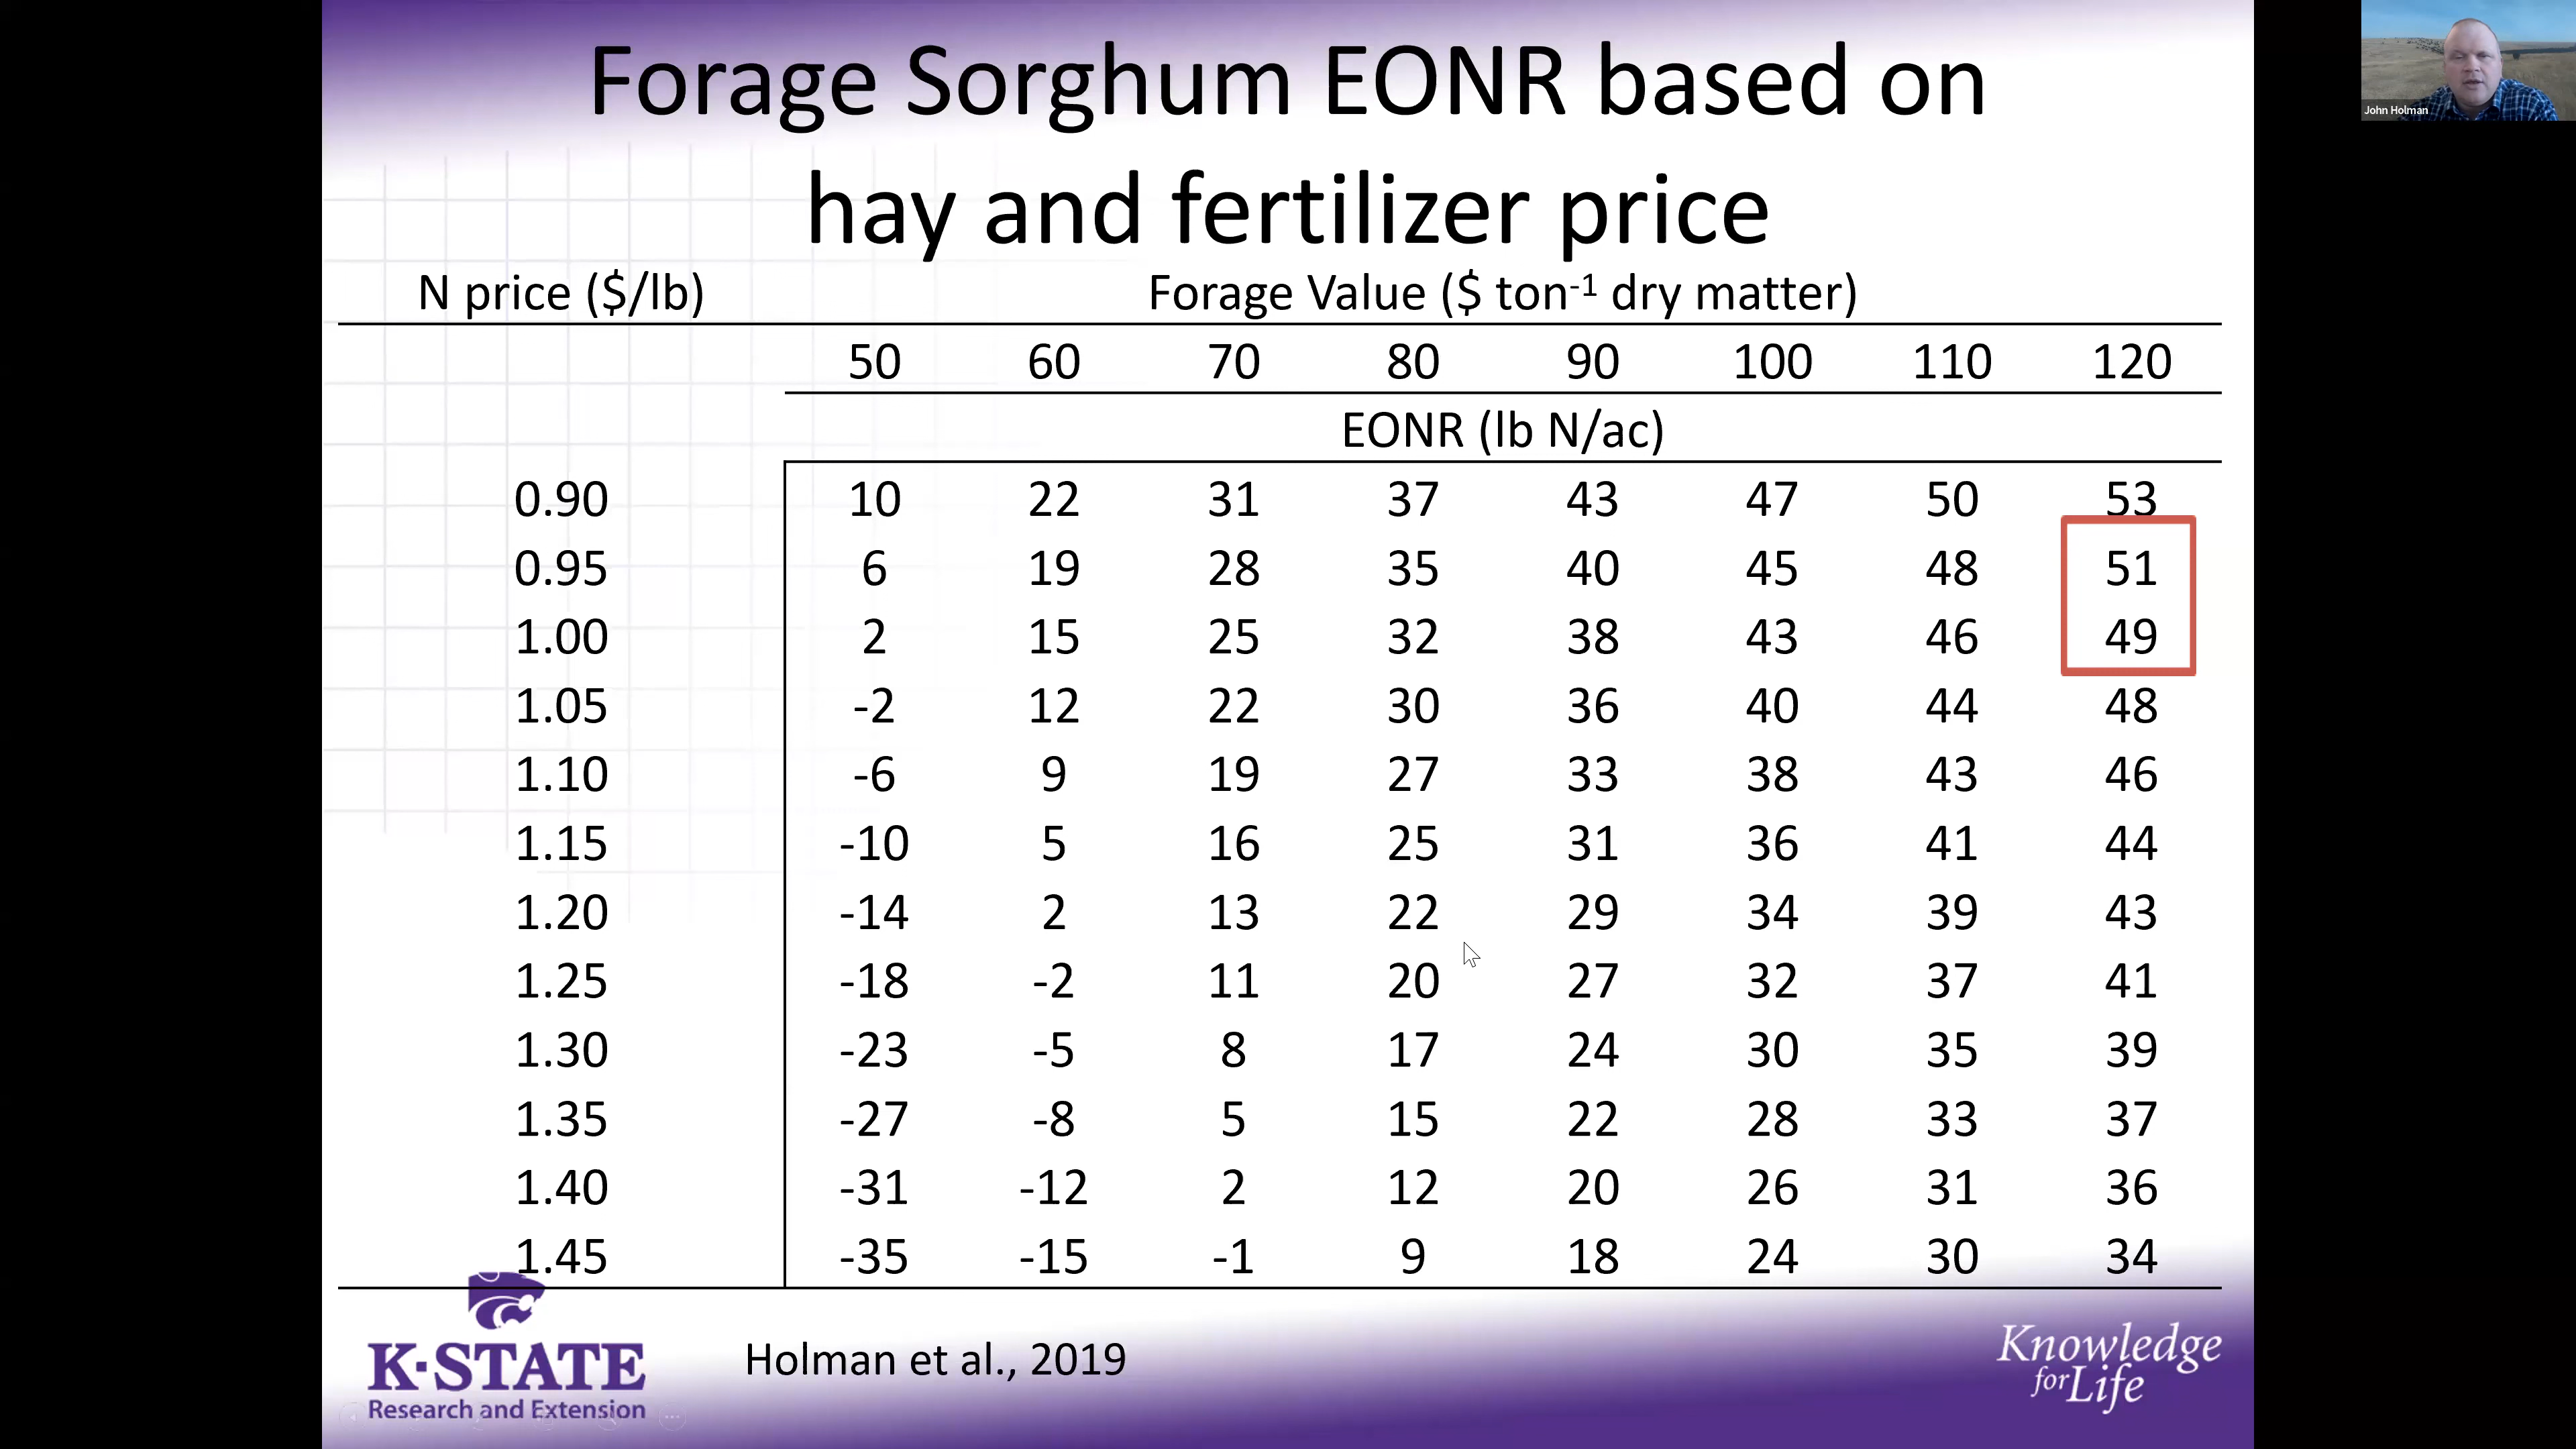 Forage Sorghum EONR based on
hay and fertilizer price
John Holman
N price ($/lb) Forage Value ($ ton-1 dry matter)
50 60 70 80 90 100 110 120
EONR (lb N/ac)
0.90 10 22 31 37 43 47 50 53
0.95 6 19 28 35 40 45 48 51
1.00 2 15 25 32 38 43 46 49
1.05 -2 12 22 30 36 40 44 48
1.10 -6 9 19 27 33 38 43 46
1.15 -10 5 16 25 31 36 41 44
1.20 -14 2 13 22 29 34 39 43
1.25 -18 -2 11 20 27 32 37 41
1.30 -23 -5 8 17 24 30 35 39
1.35 -27 -8 5 15 22 28 33 37
1.40 -31 -12 2 12 20 26 31 36
1.45 -35 -15 -1 9 18 24 30 34
K-STATE
Research and Extension
Holman et al., 2019
Knowledge
for Life